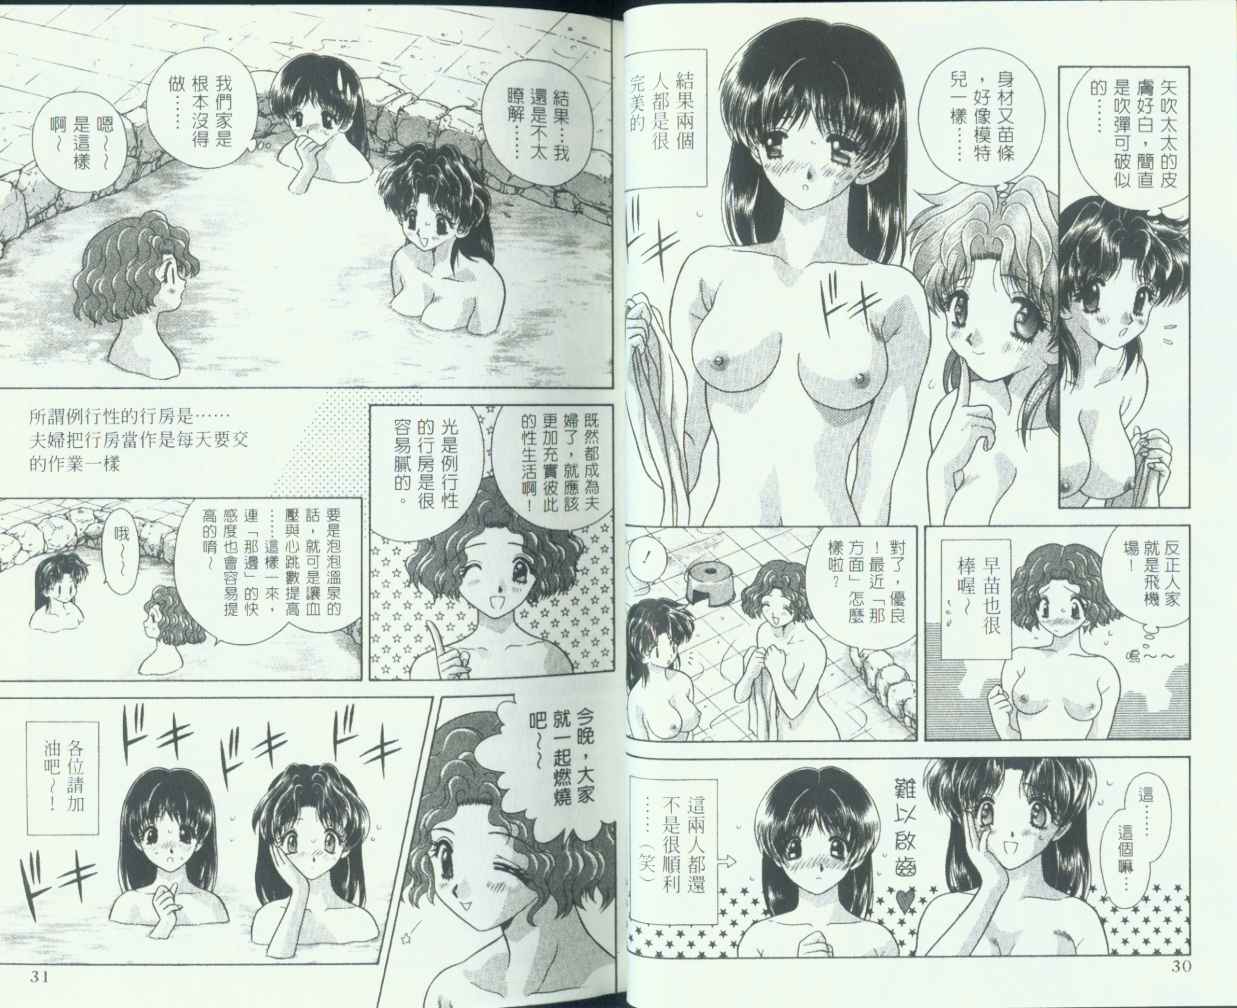 矢吹太太的皮
膚好白，簡直
是吹彈可破似
的……
身材又苗條
，好像模特
兒一樣……
結果兩個
人都是很
完美的
反正人家
就是飛機
場！
嗚～～
早苗也很
棒喔～
對了，優良
！最近「那
方面」怎麼
樣啦？
！
這……
這個嘛…
難以啟齒
這兩人都還
不是很順利
……（笑）
30
結果…我
還是不太
瞭解……
我們家是
根本沒得
做……
嗯～～
是這樣
啊～
既然都成為夫
婦了，就應該
更加充實彼此
的性生活啊！
光是例行性
的行房是很
容易膩的。
所謂例行性的行房是……
夫婦把行房當作是每天要交
的作業一樣
要是泡泡溫泉的
話，就可是讓血
壓與心跳數提高
……這樣一來，
連「那邊」的快
感度也會容易提
高的唷～
哦～
今晚，大家
就一起燃燒
吧～～
各位請加
油吧～！
ドキ
ドキ
ドキ
ドキ
31